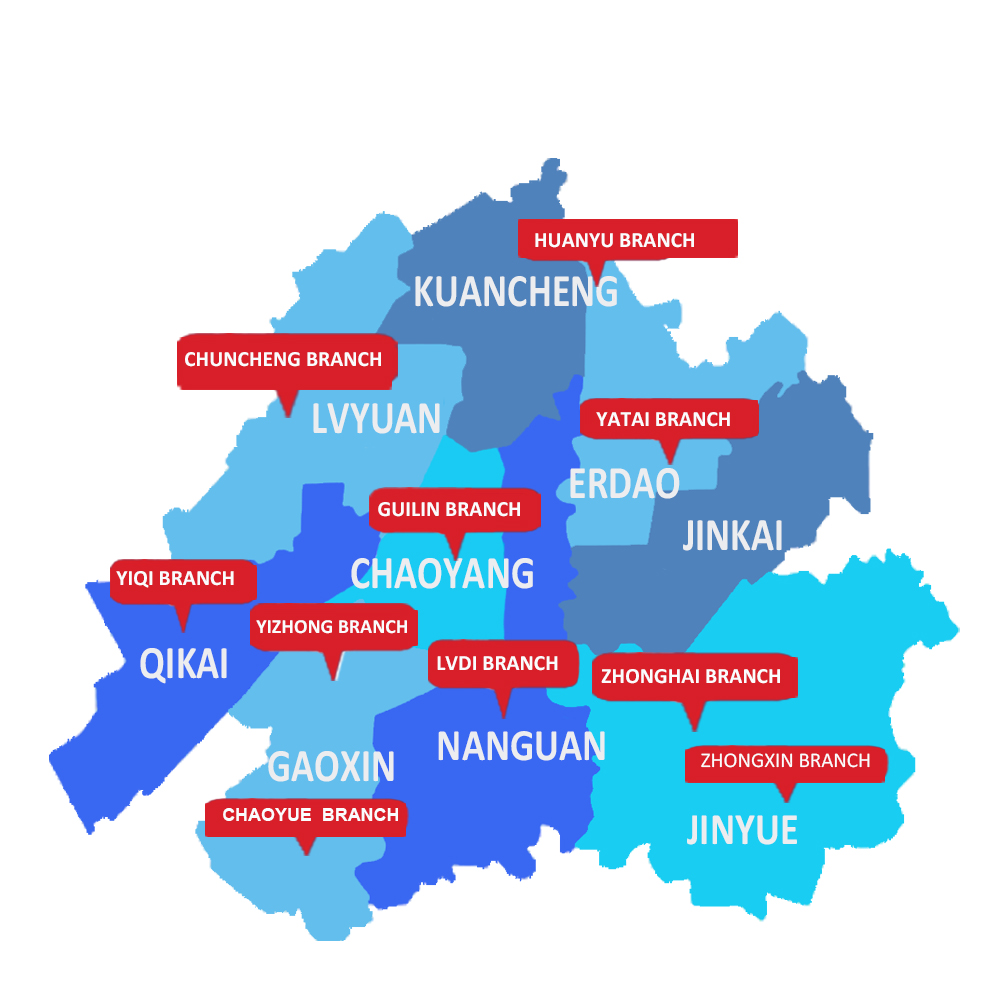 HUANYU BRANCH
KUANCHENG
CHUNCHENG BRANCH
LVYUAN
YATAI BRANCH
ERDAO
GUILIN BRANCH
JINKAI
CHAOYANG
YIQI BRANCH
YIZHONG BRANCH
QIKAI
LVDI BRANCH
ZHONGHAI BRANCH
NANGUAN
GAOXIN
ZHONGXIN BRANCH
CHAOYUE BRANCH
JINYUE